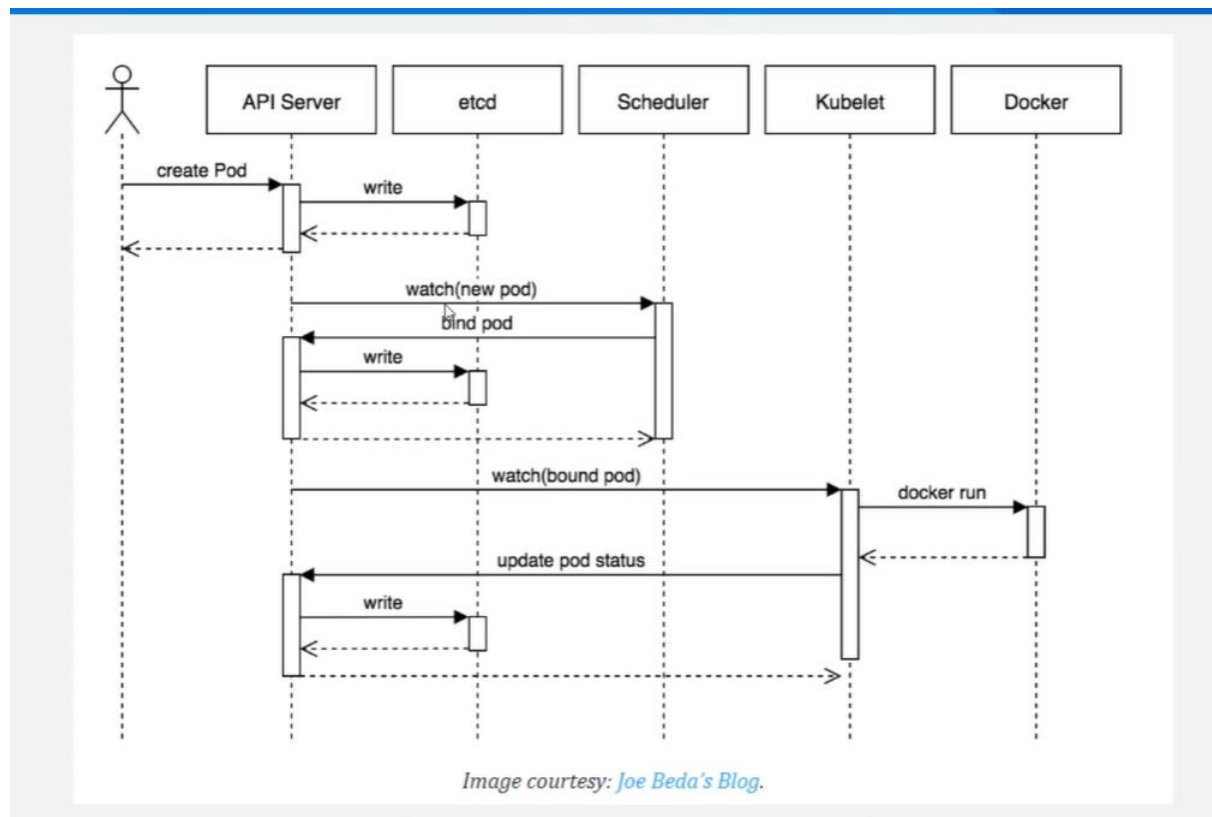 API Server
etcd
Scheduler
Kubelet
Docker
create Pod
write
watch(new pod)
bind pod
write
watch(bound pod)
docker run
update pod status
write
Image courtesy: Joe Beda's Blog.